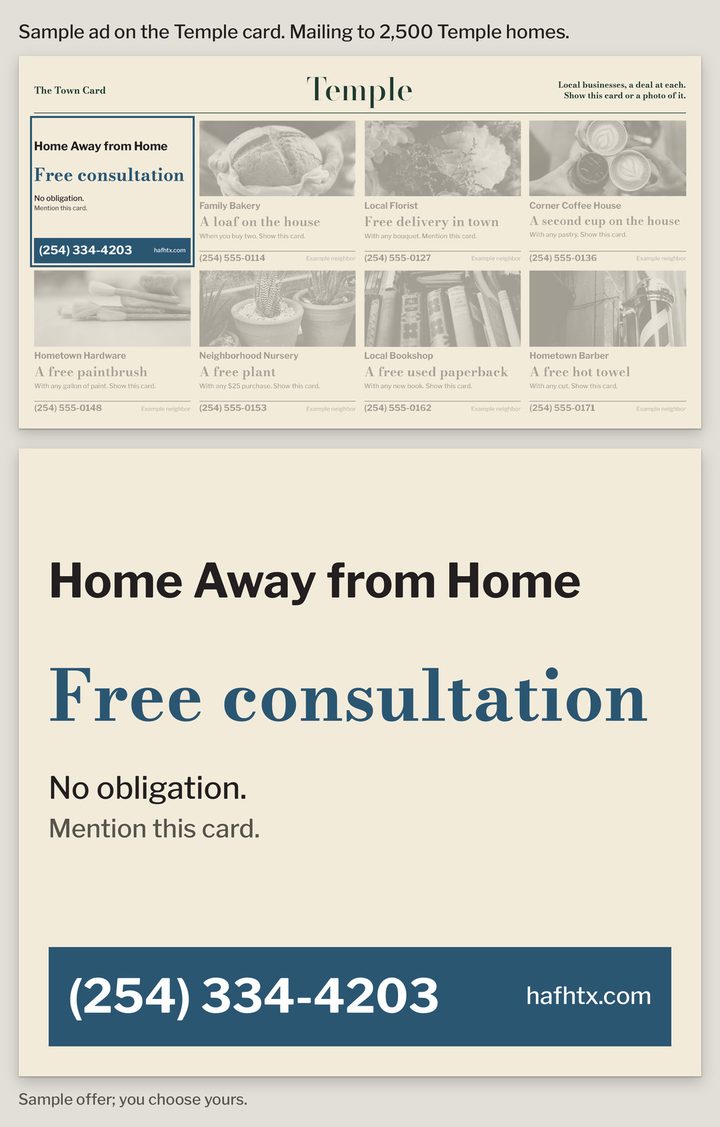 Sample ad on the Temple card. Mailing to 2,500 Temple homes.
The Town Card
Temple
Local businesses, a deal at each.
Show this card or a photo of it.
Home Away from Home
Free consultation
No obligation.
Mention this card.
(254) 334-4203 hafhtx.com
Family Bakery
A loaf on the house
When you buy two. Show this card.
(254) 555-0114 Example neighbor
Local Florist
Free delivery in town
With any bouquet. Mention this card.
(254) 555-0127 Example neighbor
Corner Coffee House
A second cup on the house
With any pastry. Show this card.
(254) 555-0136 Example neighbor
Hometown Hardware
A free paintbrush
With any gallon of paint. Show this card.
(254) 555-0148 Example neighbor
Neighborhood Nursery
A free plant
With any $25 purchase. Show this card.
(254) 555-0153 Example neighbor
Local Bookshop
A free used paperback
With any new book. Show this card.
(254) 555-0162 Example neighbor
Hometown Barber
A free hot towel
With any cut. Show this card.
(254) 555-0171 Example neighbor
Home Away from Home
Free consultation
No obligation.
Mention this card.
(254) 334-4203 hafhtx.com
Sample offer; you choose yours.